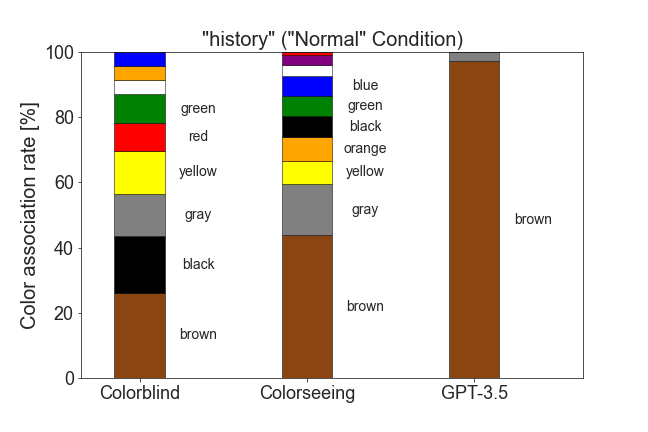 "history" ("Normal" Condition)
Color association rate [%]
100
80
60
40
20
0
green
red
yellow
gray
black
brown
blue
green
black
orange
yellow
gray
brown
brown
Colorblind
Colorseeing
GPT-3.5